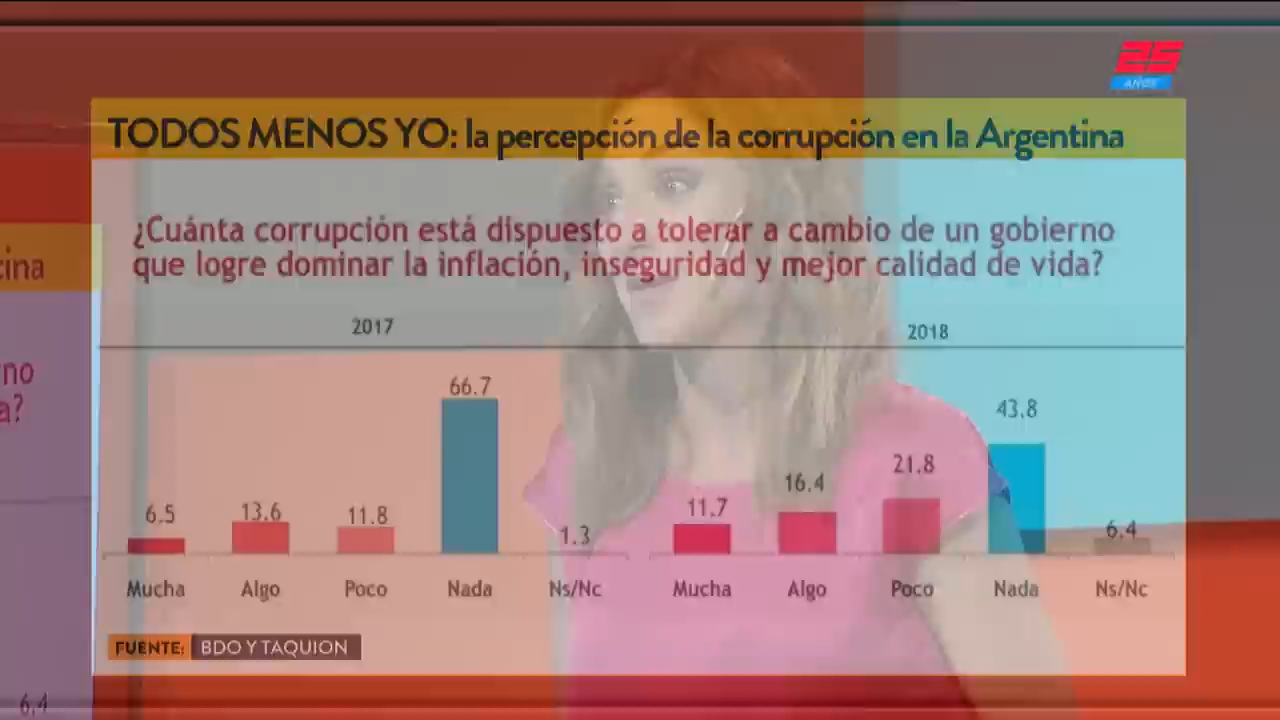 25
AÑOS
TODOS MENOS YO: la percepción de la corrupción en la Argentina
¿Cuánta corrupción está dispuesto a tolerar a cambio de un gobierno
que logre dominar la inflación, inseguridad y mejor calidad de vida?
2017
2018
66.7
43.8
6.5
13.6
11.8
1.3
11.7
16.4
21.8
6.4
Mucha
Algo
Poco
Nada
Ns/Nc
Mucha
Algo
Poco
Nada
Ns/Nc
FUENTE: BDO Y TAQUION
6.4